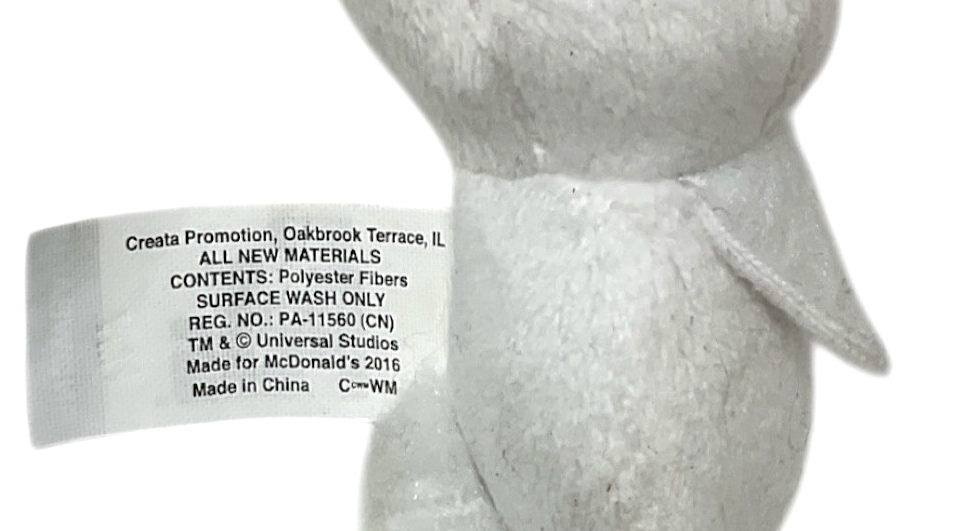 Creata Promotion, Oakbrook Terrace, IL
ALL NEW MATERIALS
CONTENTS: Polyester Fibers
SURFACE WASH ONLY
REG. NO.: PA-11560 (CN)
TM & © Universal Studios
Made for McDonald's 2016
Made in China